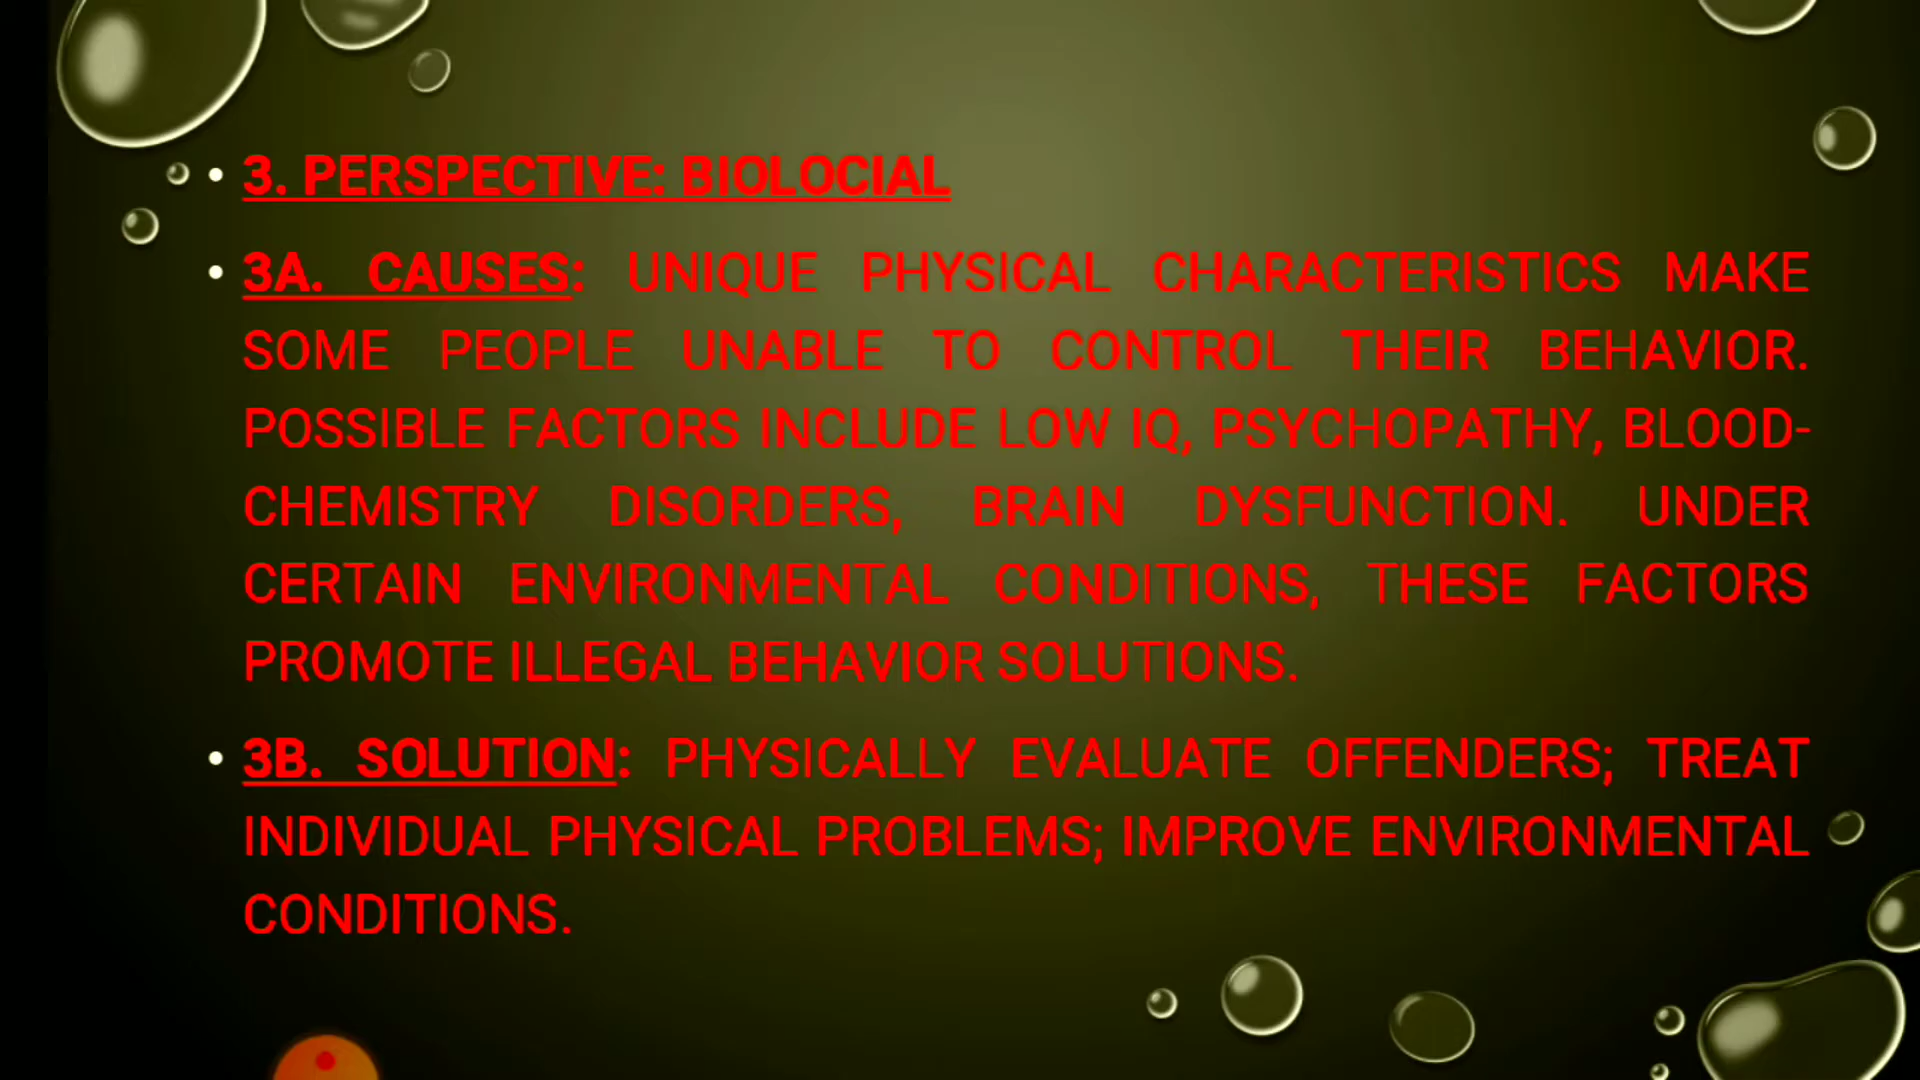 • 3. PERSPECTIVE: BIOLOCIAL
• 3A. CAUSES: UNIQUE PHYSICAL CHARACTERISTICS MAKE
SOME PEOPLE UNABLE TO CONTROL THEIR BEHAVIOR.
POSSIBLE FACTORS INCLUDE LOW IQ, PSYCHOPATHY, BLOOD-
CHEMISTRY DISORDERS, BRAIN DYSFUNCTION. UNDER
CERTAIN ENVIRONMENTAL CONDITIONS, THESE FACTORS
PROMOTE ILLEGAL BEHAVIOR SOLUTIONS.
• 3B. SOLUTION: PHYSICALLY EVALUATE OFFENDERS; TREAT
INDIVIDUAL PHYSICAL PROBLEMS; IMPROVE ENVIRONMENTAL
CONDITIONS.